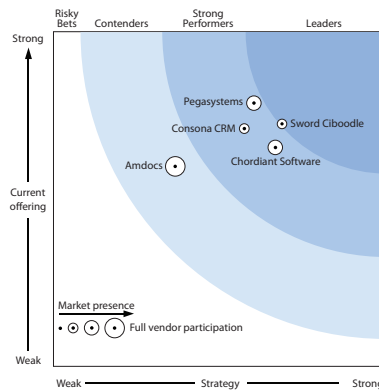 Risky
Bets
Contenders
Strong
Performers
Leaders
Strong
Pegasystems
Sword Ciboodle
Consona CRM
Chordiant Software
Amdocs
Current
offering
Market presence
Full vendor participation
Weak
Weak
Strategy
Strong